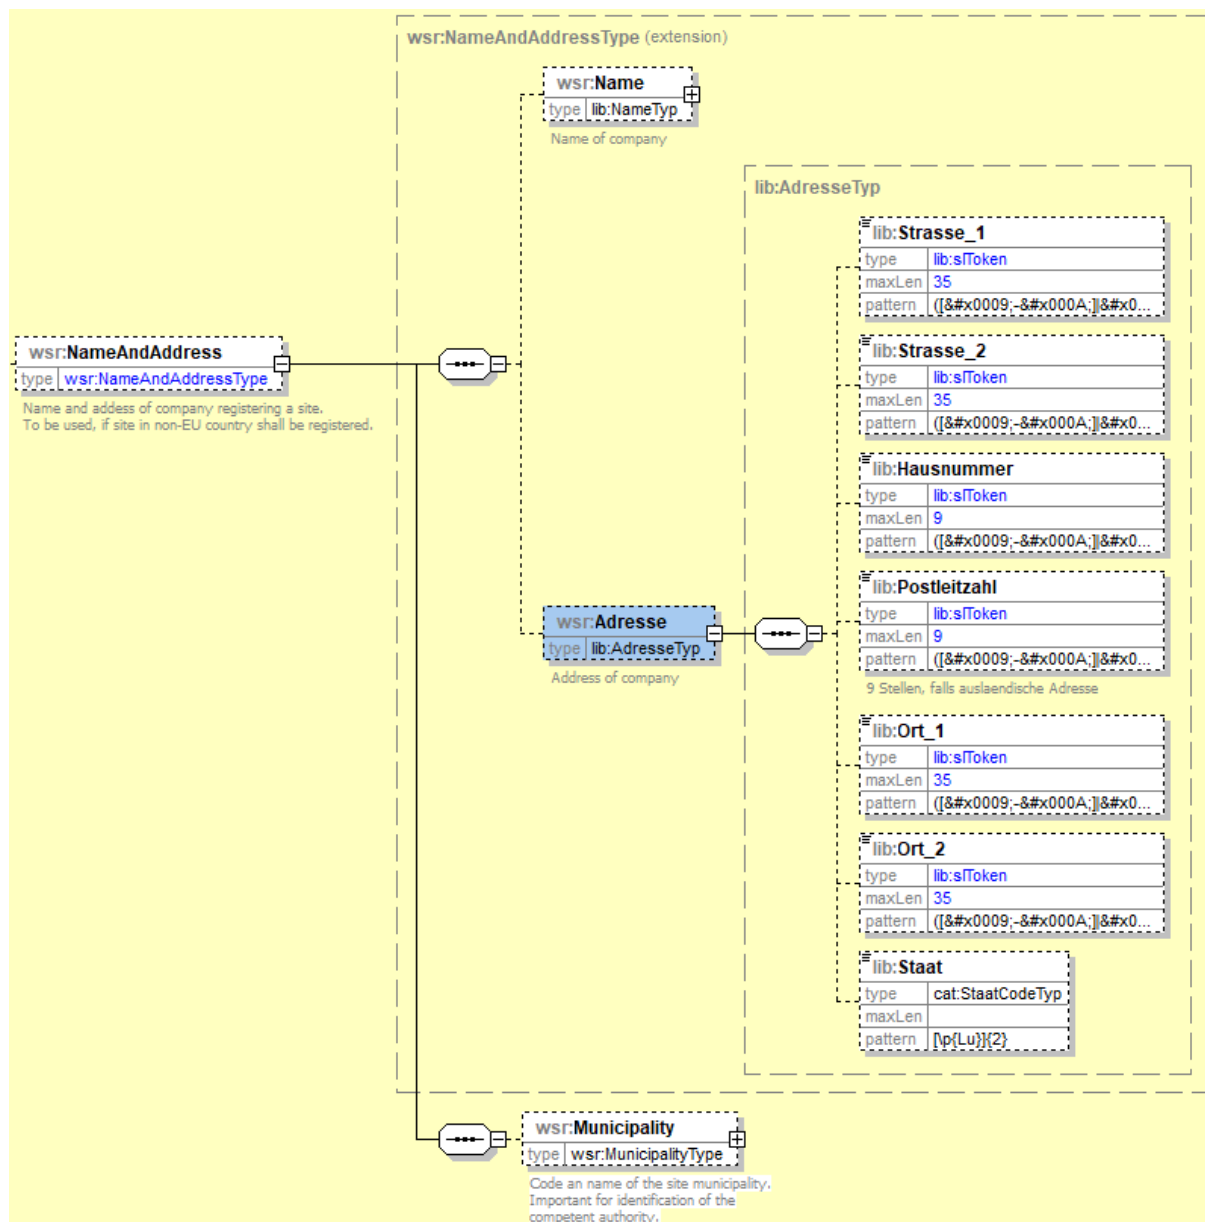 wsr:NameAndAddressType (extension)
wsr:Name
type lib:NameTyp
Name of company
lib:AdresseTyp
lib:Strasse_1
type lib:slToken
maxLen 35
pattern ([&#x0009;-&#x000A;]|&#x0...
wsr:NameAndAddress
type wsr:NameAndAddressType
Name and addess of company registering a site.
To be used, if site in non-EU country shall be registered.
lib:Strasse_2
type lib:slToken
maxLen 35
pattern ([&#x0009;-&#x000A;]|&#x0...
lib:Hausnummer
type lib:slToken
maxLen 9
pattern ([&#x0009;-&#x000A;]|&#x0...
lib:Postleitzahl
type lib:slToken
maxLen 9
pattern ([&#x0009;-&#x000A;]|&#x0...
9 Stellen, falls auslaendische Adresse
wsr:Adresse
type lib:AdresseTyp
Address of company
lib:Ort_1
type lib:slToken
maxLen 35
pattern ([&#x0009;-&#x000A;]|&#x0...
lib:Ort_2
type lib:slToken
maxLen 35
pattern ([&#x0009;-&#x000A;]|&#x0...
lib:Staat
type cat:StaatCodeTyp
maxLen
pattern [\p{Lu}]{2}
wsr:Municipality
type wsr:MunicipalityType
Code an name of the site municipality.
Important for identification of the
competent authority.